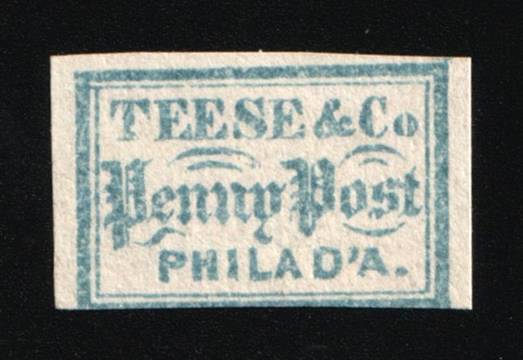 TEESE & Co
Penny Post
PHILAD'A.